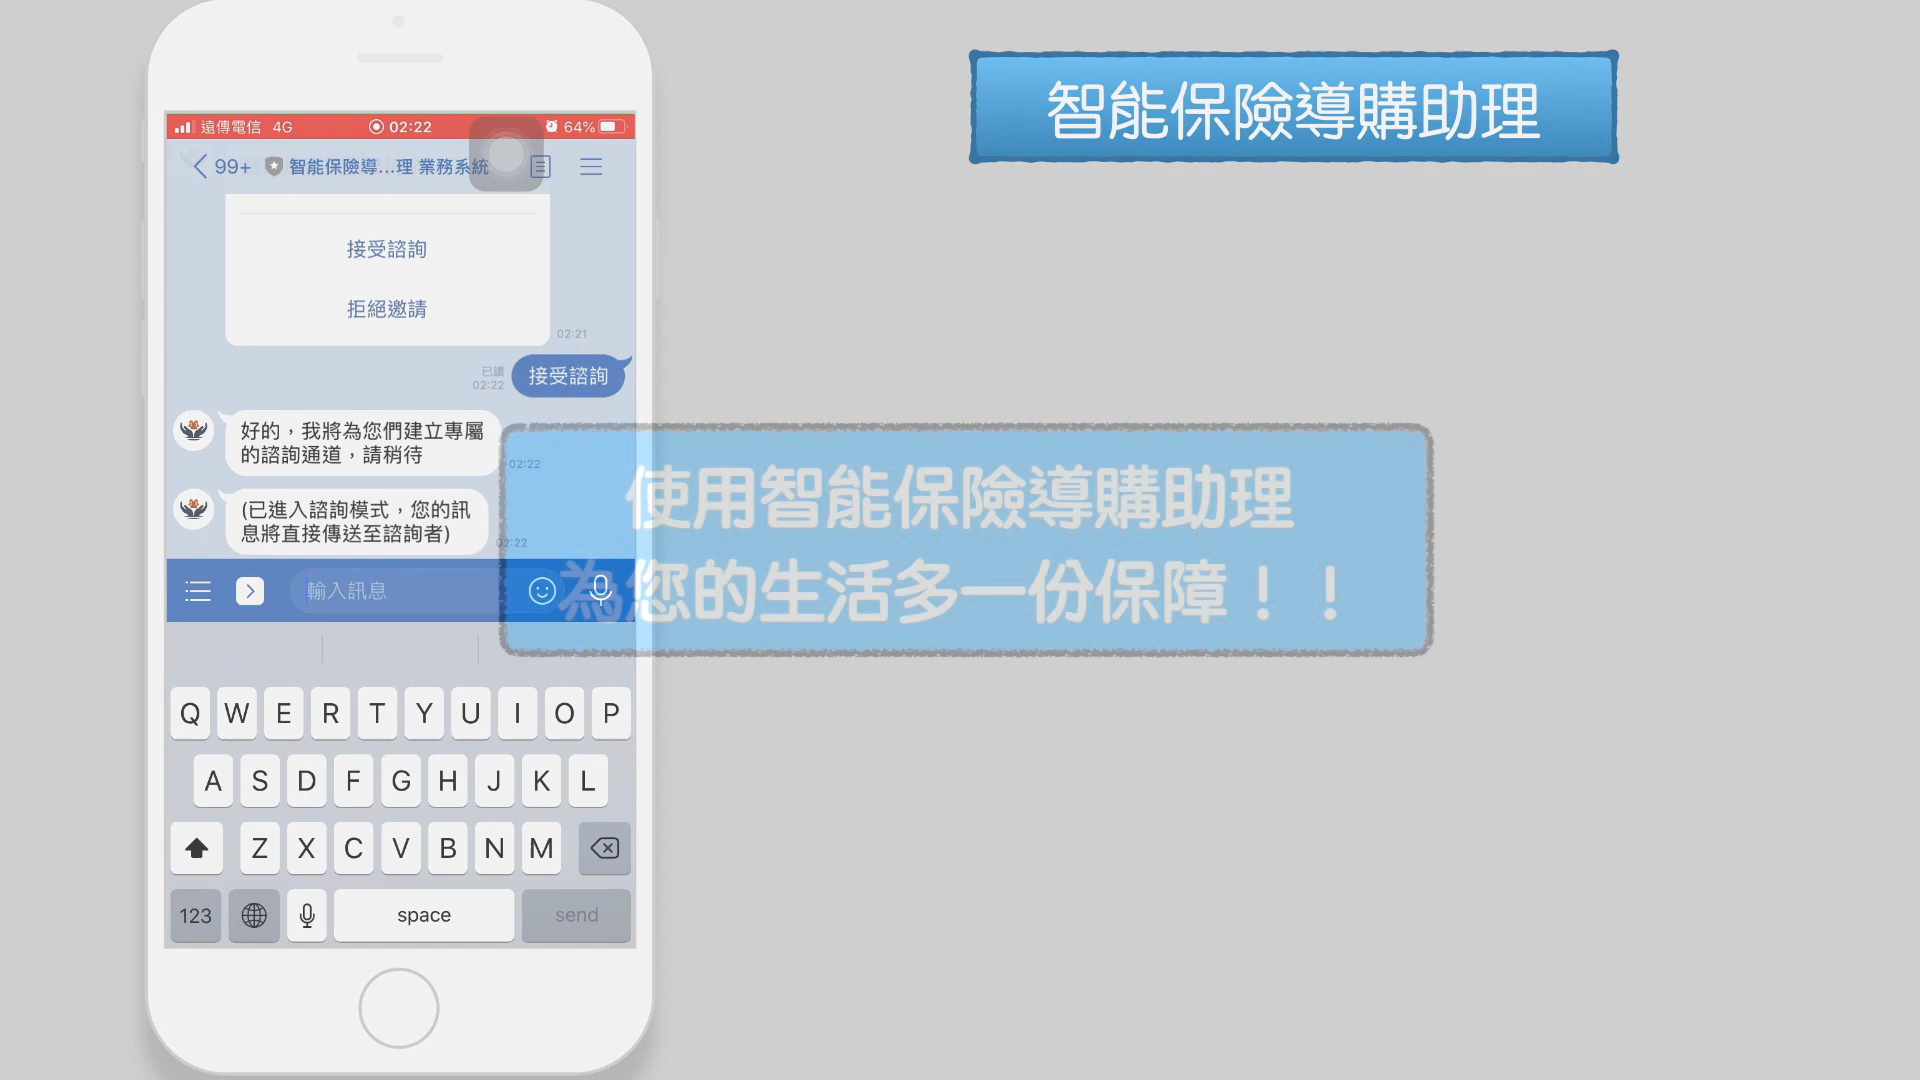 智能保險導購助理
遠傳電信 4G
02:22
64%
99+
智能保險導...理 業務系統
接受諮詢
拒絕邀請
02:21
已讀
02:22
接受諮詢
好的，我將為您們建立專屬
的諮詢通道，請稍待
02:22
(已進入諮詢模式，您的訊
息將直接傳送至諮詢者)
02:22
使用智能保險導購助理
為您的生活多一份保障！！
輸入訊息
Q W E R T Y U I O P
A S D F G H J K L
Z X C V B N M
123
space
send